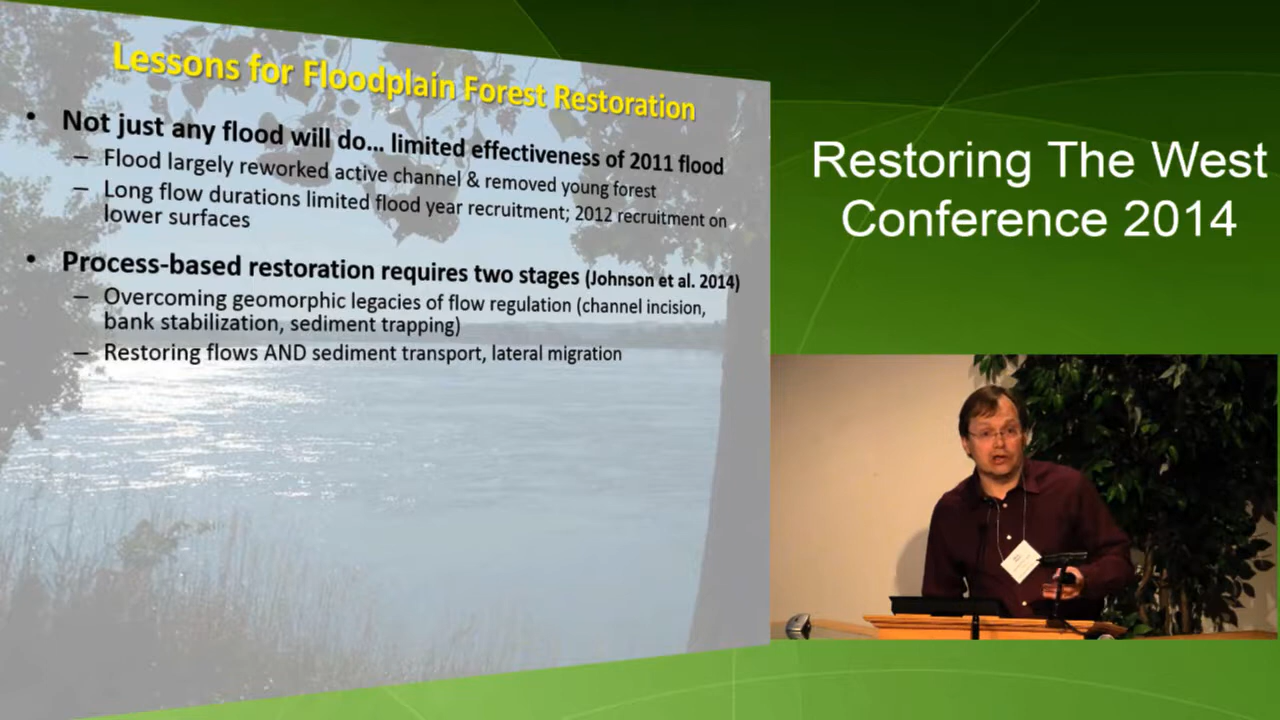 Lessons for Floodplain Forest Restoration
• Not just any flood will do... limited effectiveness of 2011 flood
– Flood largely reworked active channel & removed young forest
– Long flow durations limited flood year recruitment; 2012 recruitment on
lower surfaces
• Process-based restoration requires two stages (Johnson et al. 2014)
– Overcoming geomorphic legacies of flow regulation (channel incision,
bank stabilization, sediment trapping)
– Restoring flows AND sediment transport, lateral migration
Restoring The West
Conference 2014